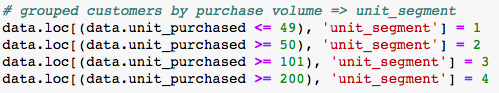 # grouped customers by purchase volume => unit_segment
data.loc[(data.unit_purchased <= 49), 'unit_segment'] = 1
data.loc[(data.unit_purchased >= 50), 'unit_segment'] = 2
data.loc[(data.unit_purchased >= 101), 'unit_segment'] = 3
data.loc[(data.unit_purchased >= 200), 'unit_segment'] = 4